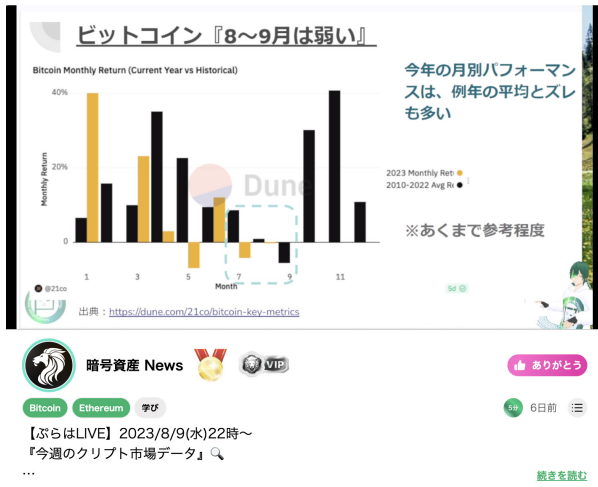 ビットコイン『8〜9月は弱い』
Bitcoin Monthly Return (Current Year vs Historical)
今年の月別パフォーマン
スは、例年の平均とズレ
も多い
40%
20%
0
Monthly Return
Dune
2023 Monthly Ret
2010-2022 Avg Re
※あくまで参考程度
1
3
5
7
9
11
Month
@21co
5d
出典：https://dune.com/21co/bitcoin-key-metrics
暗号資産 News
VIP
ありがとう
Bitcoin
Ethereum
学び
5分
6日前
【ぷらはLIVE】2023/8/9(水)22時〜
『今週のクリプト市場データ』🔍
…
続きを読む